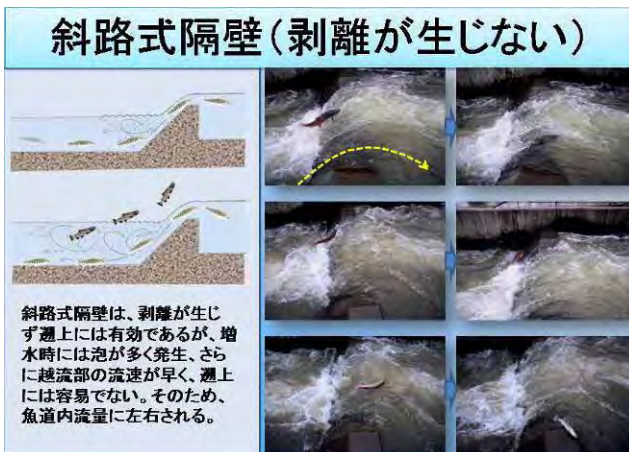 斜路式隔壁(剥離が生じない)
斜路式隔壁は、剥離が生じ
ず遡上には有効であるが、増
水時には泡が多く発生、さら
に越流部の流速が早く、遡上
には容易でない。そのため、
魚道内流量に左右される。